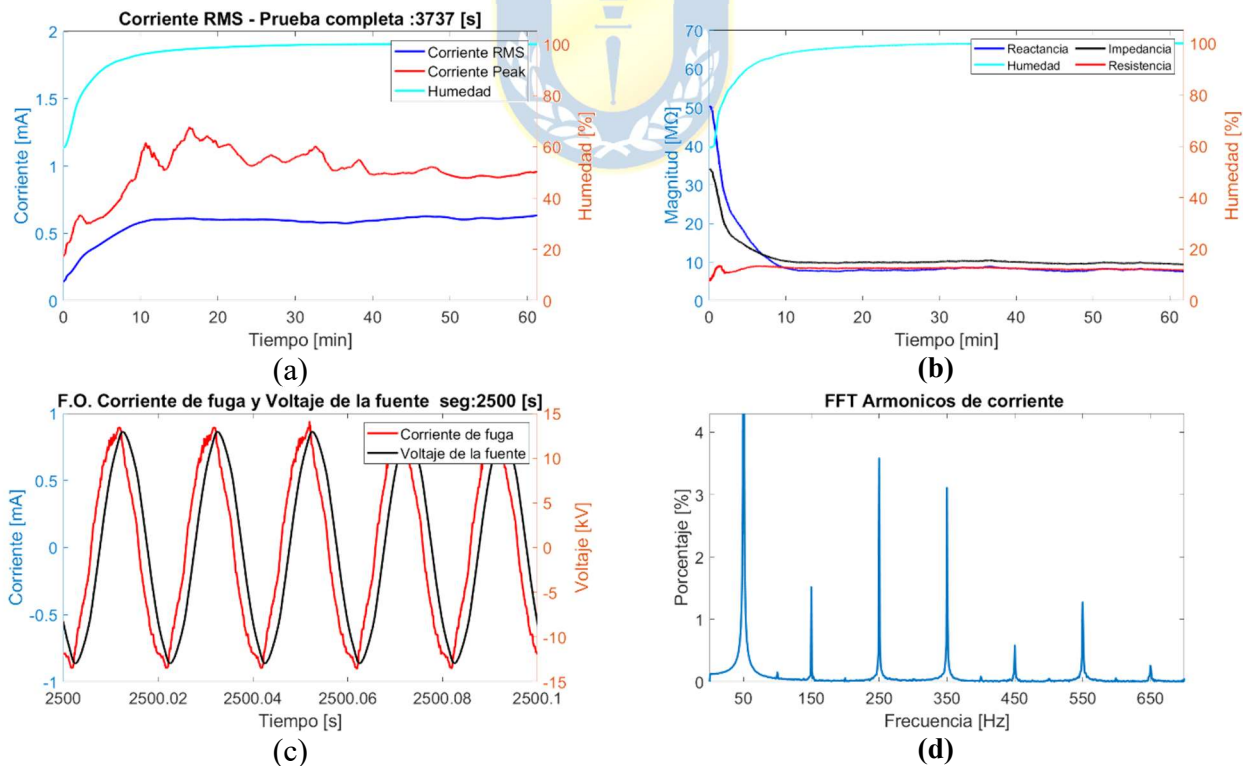 Corriente RMS - Prueba completa :3737 [s]
2
1.5
1
0.5
0
Corriente [mA]
100
80
60
40
20
0
Humedad [%]
Corriente RMS
Corriente Peak
Humedad
0 10 20 30 40 50 60
Tiempo [min]
(a)
70
60
50
40
30
20
10
0
Magnitud [MΩ]
100
80
60
40
20
0
Humedad [%]
Reactancia Impedancia
Humedad Resistencia
0 10 20 30 40 50 60
Tiempo [min]
(b)
F.O. Corriente de fuga y Voltaje de la fuente seg:2500 [s]
1
0.5
0
-0.5
-1
Corriente [mA]
15
10
5
0
-5
-10
-15
Voltaje [kV]
Corriente de fuga
Voltaje de la fuente
2500 2500.02 2500.04 2500.06 2500.08 2500.1
Tiempo [s]
(c)
FFT Armonicos de corriente
4
3
2
1
0
Porcentaje [%]
50 150 250 350 450 550 650
Frecuencia [Hz]
(d)